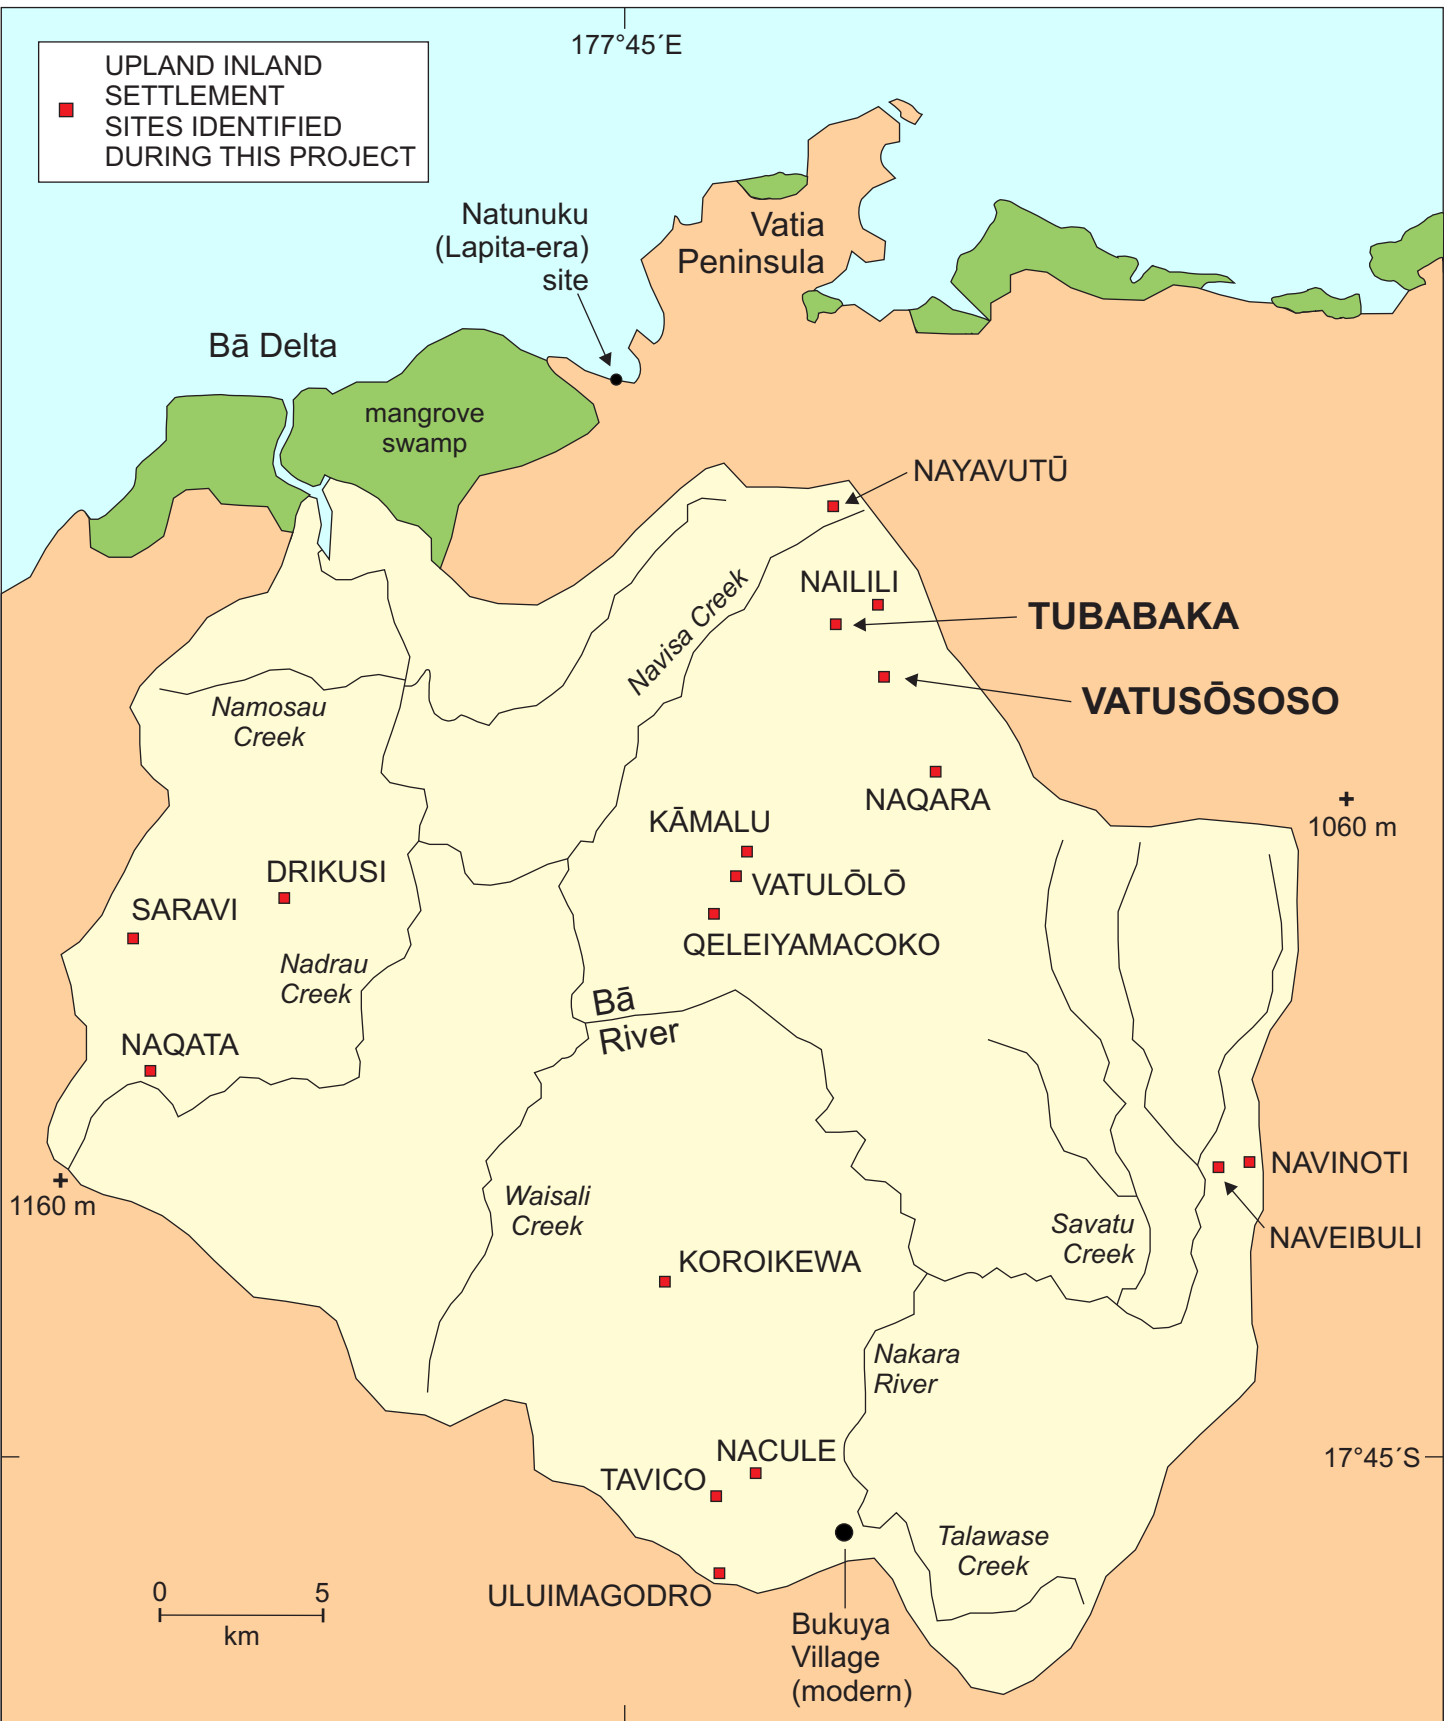 177°45´E
UPLAND INLAND
SETTLEMENT
SITES IDENTIFIED
DURING THIS PROJECT
Natunuku
(Lapita-era)
site
Vatia
Peninsula
Bā Delta
mangrove
swamp
NAYAVUTŪ
NAILILI
TUBABAKA
Navisa Creek
VATUSŌSOSO
Namosau
Creek
NAQARA
1060 m
KĀMALU
DRIKUSI
VATULŌLŌ
SARAVI
QELEIYAMACOKO
Nadrau
Creek
Bā
River
NAQATA
NAVINOTI
1160 m
Waisali
Creek
Savatu
Creek
NAVEIBULI
KOROIKEWA
Nakara
River
NACULE
17°45´S
TAVICO
Talawase
Creek
ULUIMAGODRO
0 5
km
Bukuya
Village
(modern)